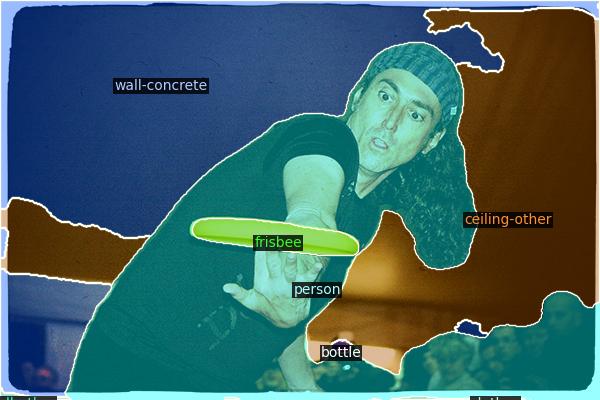 wall-concrete
ceiling-other
frisbee
person
bottle